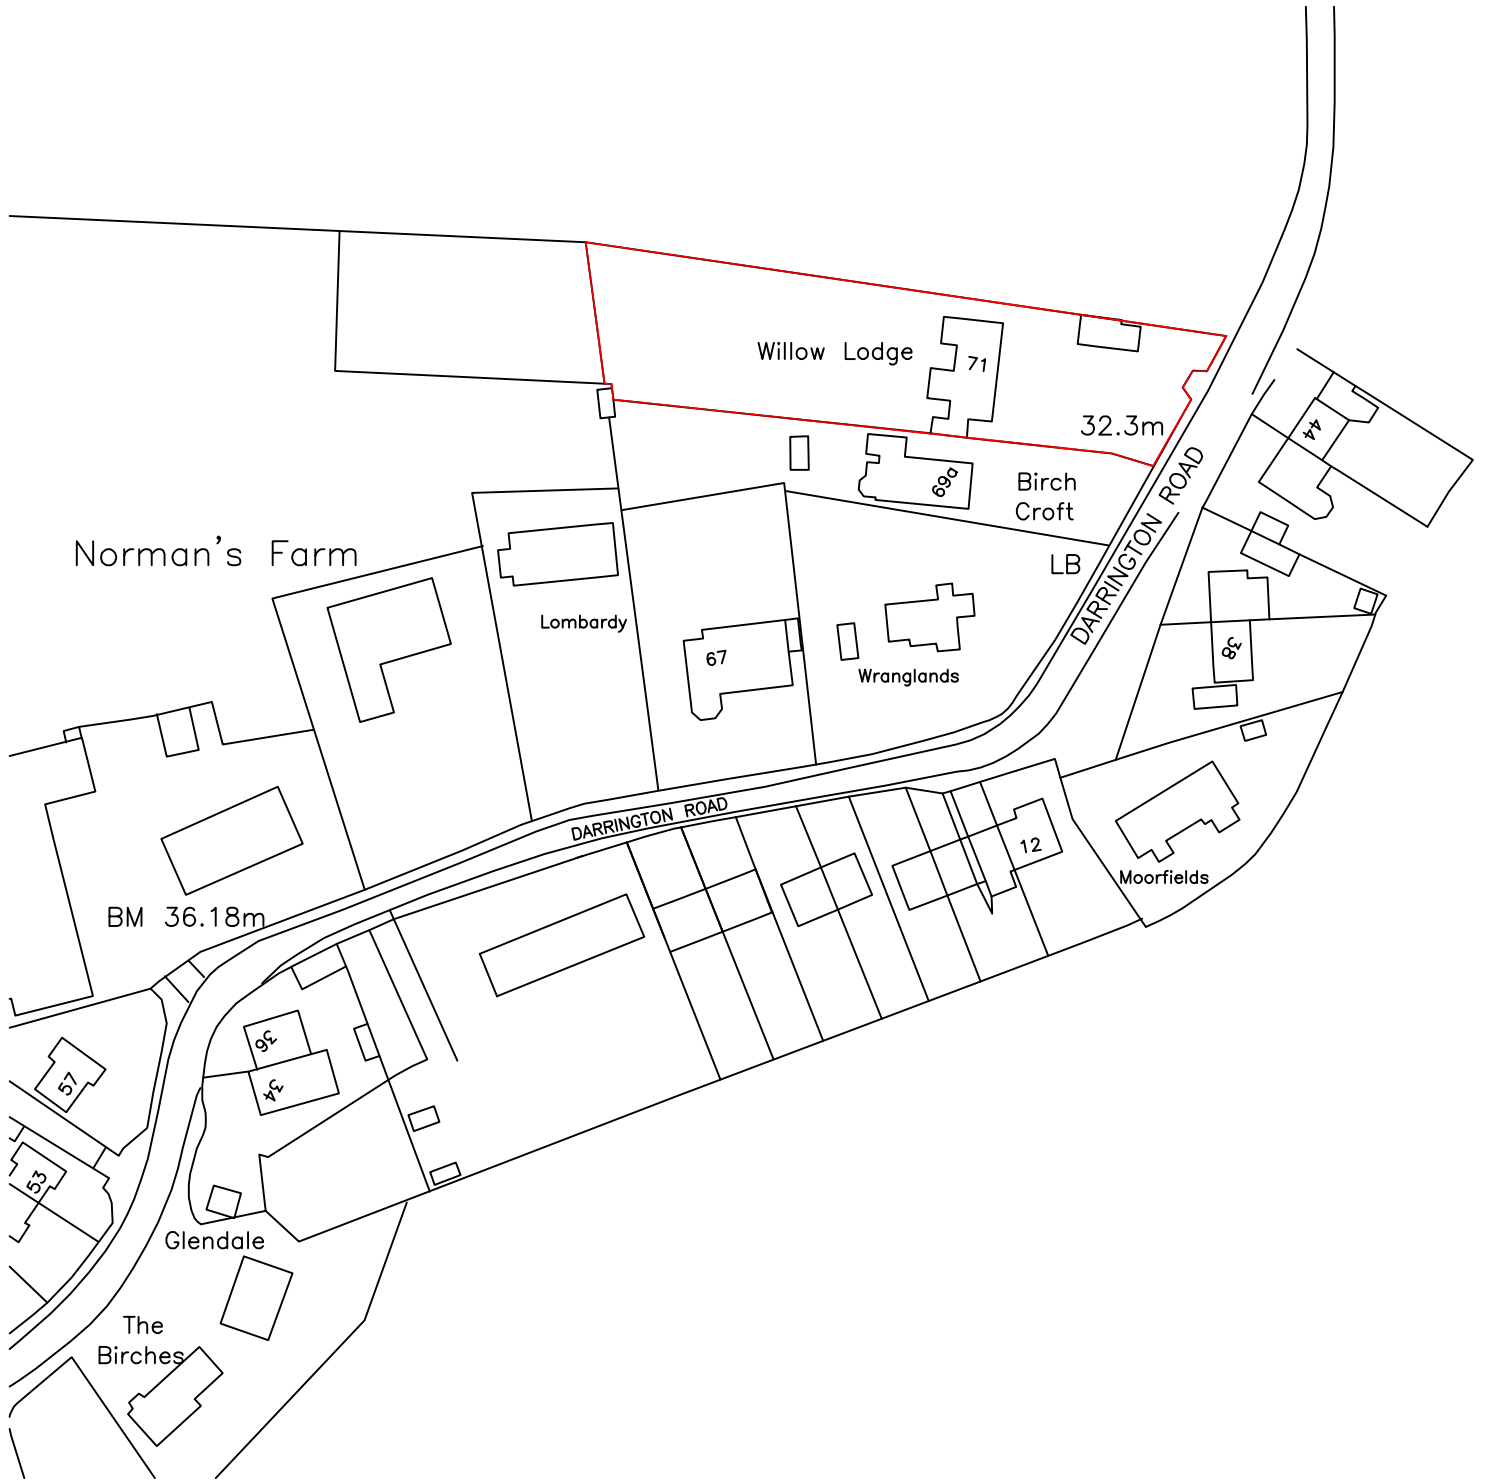 Willow Lodge
71
32.3m
44
69a
Birch
Croft
DARRINGTON ROAD
Norman's Farm
LB
Lombardy
67
Wranglands
38
DARRINGTON ROAD
12
Moorfields
BM 36.18m
36
34
57
53
Glendale
The
Birches